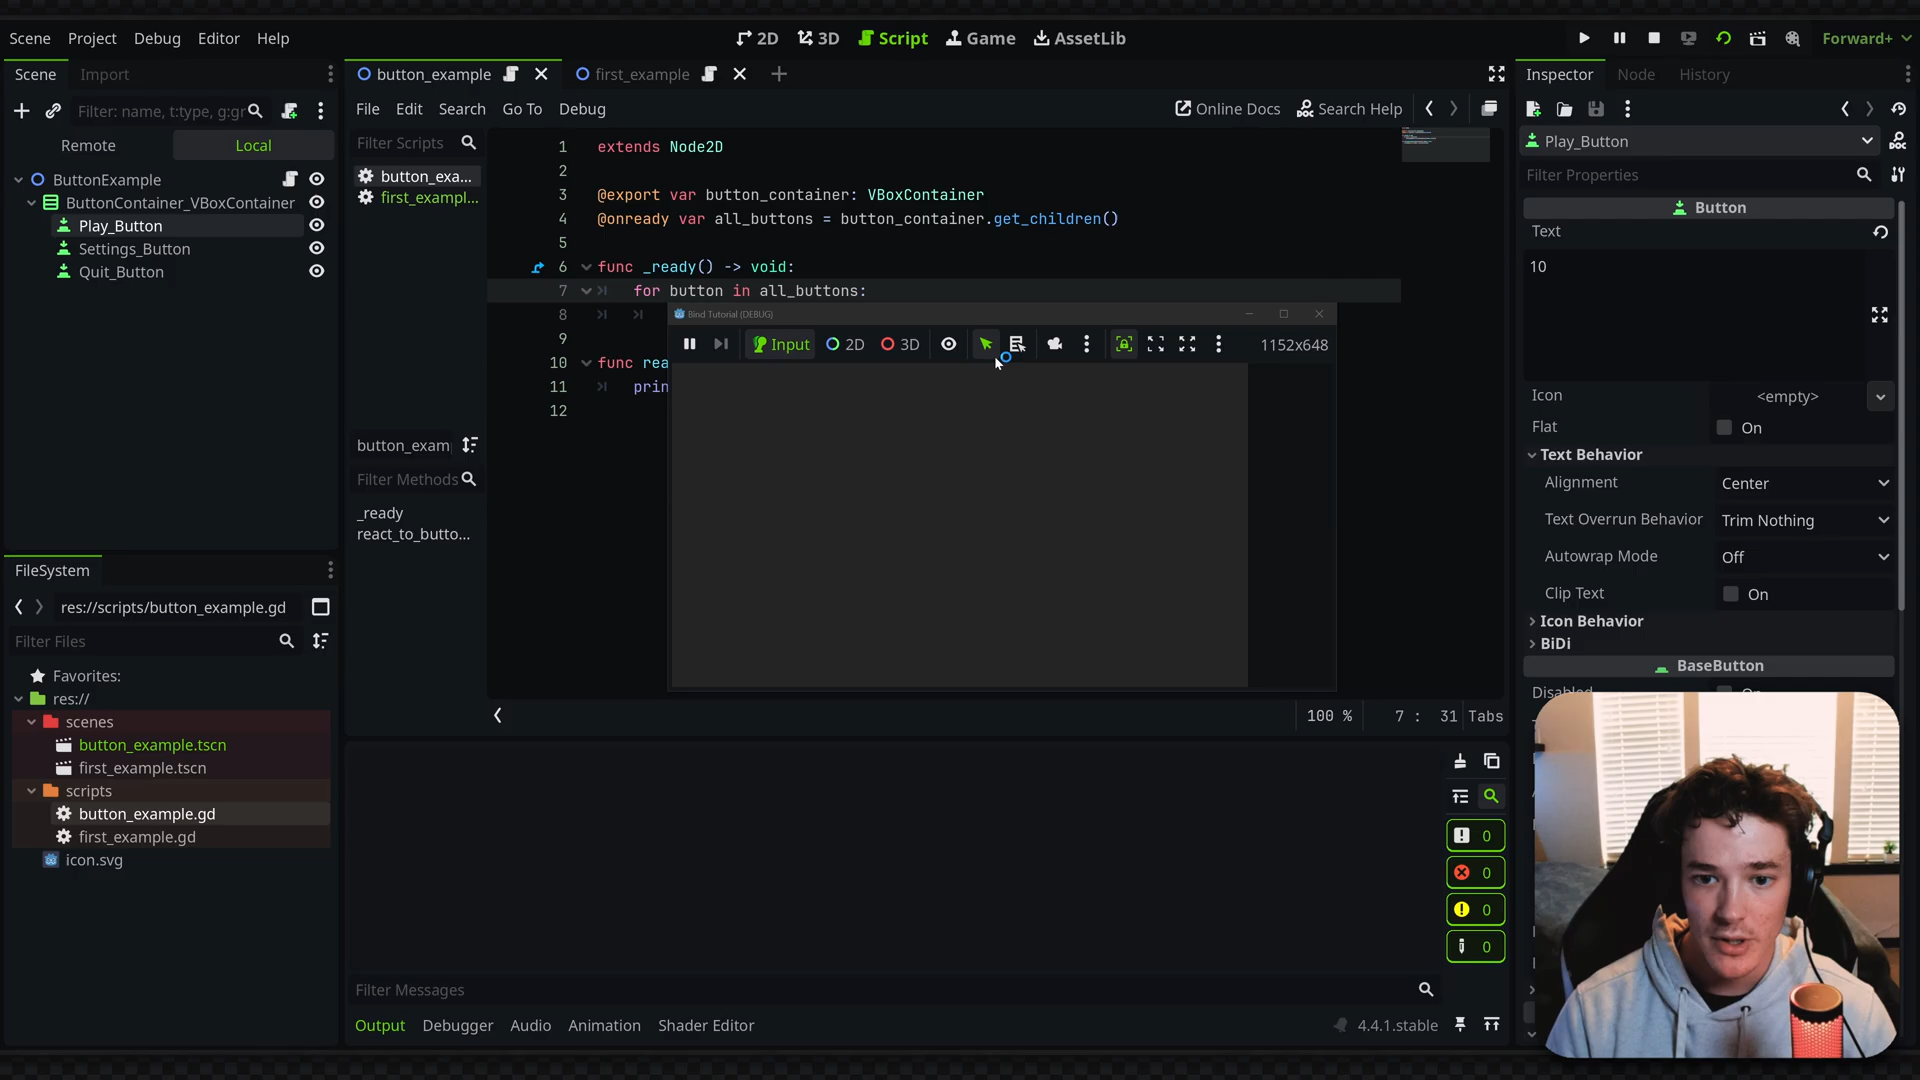 Scene Project Debug Editor Help
2D 3D Script Game AssetLib
Forward+
Scene Import
button_example
first_example
Inspector Node History
Filter: name, t:type, g:gr
File Edit Search Go To Debug
Online Docs Search Help
Remote Local
Filter Scripts
Play_Button
Filter Properties
ButtonExample
ButtonContainer_VBoxContainer
Play_Button
Settings_Button
Quit_Button
button_exa...
first_exampl...
1 extends Node2D
2
3 @export var button_container: VBoxContainer
4 @onready var all_buttons = button_container.get_children()
5
6 func _ready() -> void:
7 for button in all_buttons:
8
9
10 func rea
11 prin
12
Bind Tutorial (DEBUG)
Input 2D 3D
1152x648
Button
Text
10
Icon <empty>
Flat On
Text Behavior
Alignment Center
Text Overrun Behavior Trim Nothing
Autowrap Mode Off
Clip Text On
Icon Behavior
BiDi
BaseButton
button_exam
Filter Methods
_ready
react_to_butto...
FileSystem
res://scripts/button_example.gd
Filter Files
Favorites:
res://
scenes
button_example.tscn
first_example.tscn
scripts
button_example.gd
first_example.gd
icon.svg
100 % 7 : 31 Tabs
0
0
0
0
Filter Messages
Output Debugger Audio Animation Shader Editor
4.4.1.stable